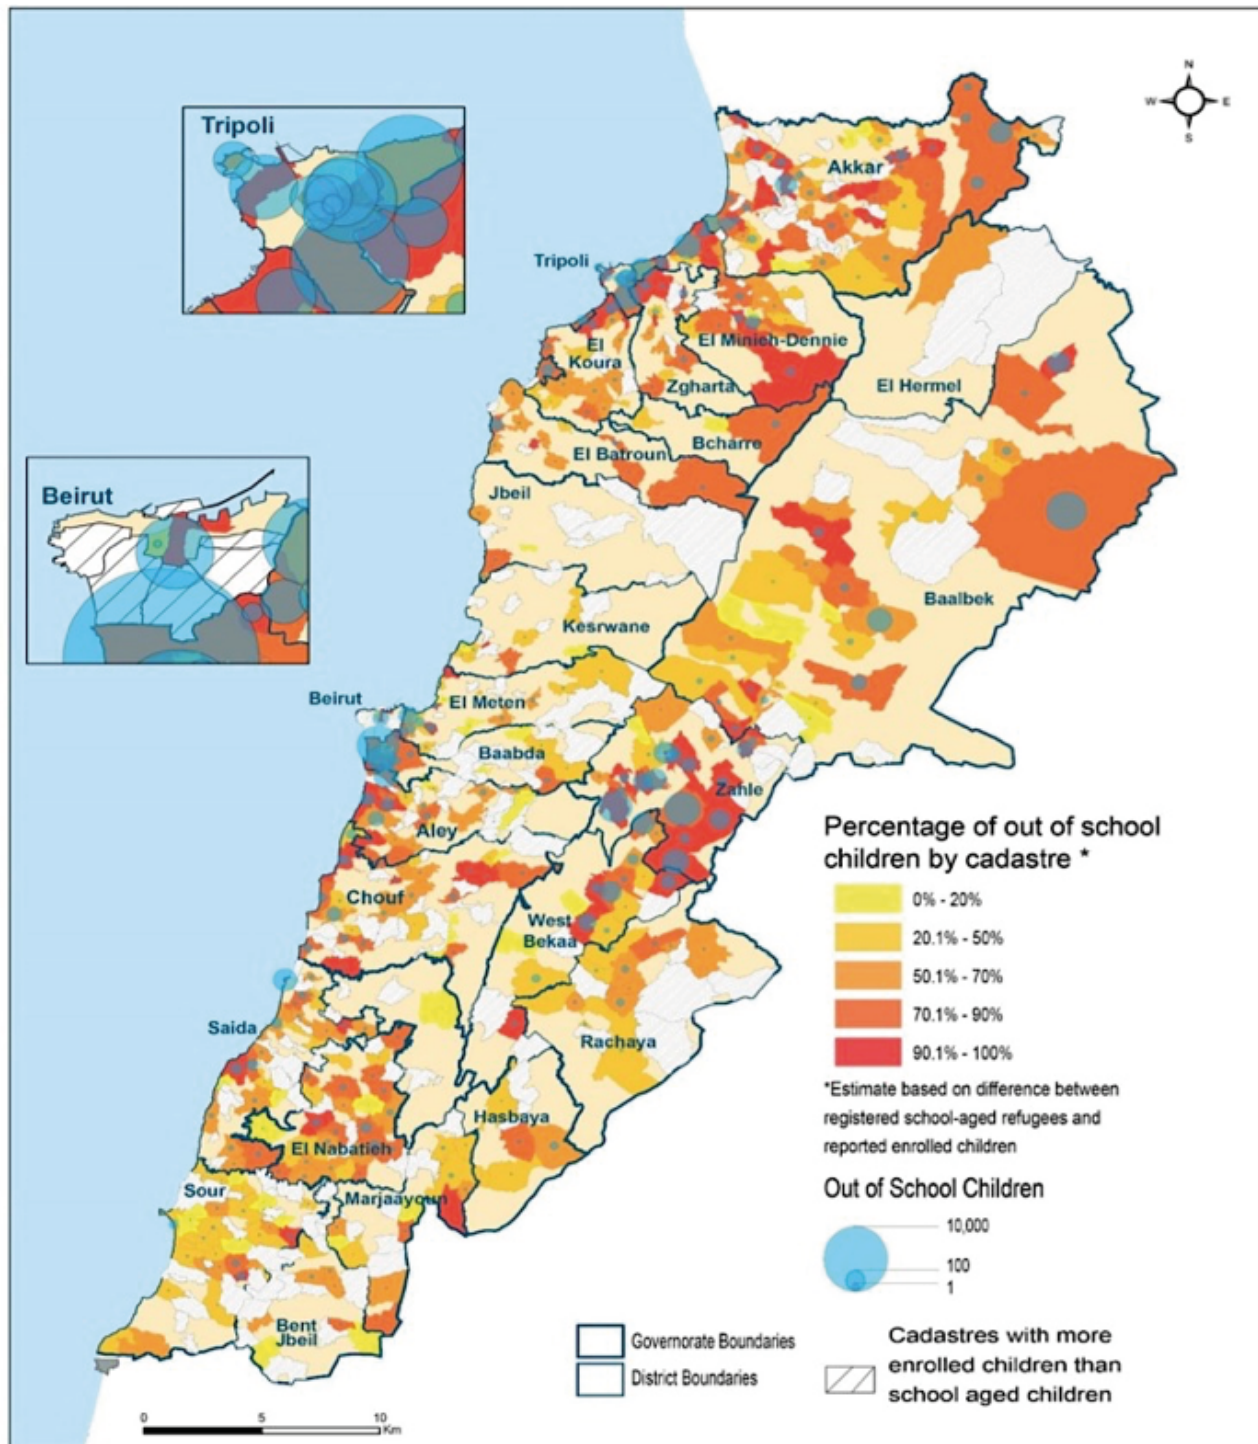 N
W E
S
Tripoli
Akkar
Tripoli
El Minieh-Dennie
El
Koura
Zgharta
El Hermel
Bcharre
El Batroun
Beirut
Jbeil
Baalbek
Kesrwane
Beirut
El Meten
Baabda
Zahle
Aley
Chouf
West
Bekaa
Saida
Rachaya
Hasbaya
El Nabatieh
Sour
Marjaayoun
Bent
Jbeil
Percentage of out of school
children by cadastre *
0% - 20%
20.1% - 50%
50.1% - 70%
70.1% - 90%
90.1% - 100%
*Estimate based on difference between
registered school-aged refugees and
reported enrolled children
Out of School Children
10,000
100
1
Governorate Boundaries
District Boundaries
Cadastres with more
enrolled children than
school aged children
0 5 10
Km